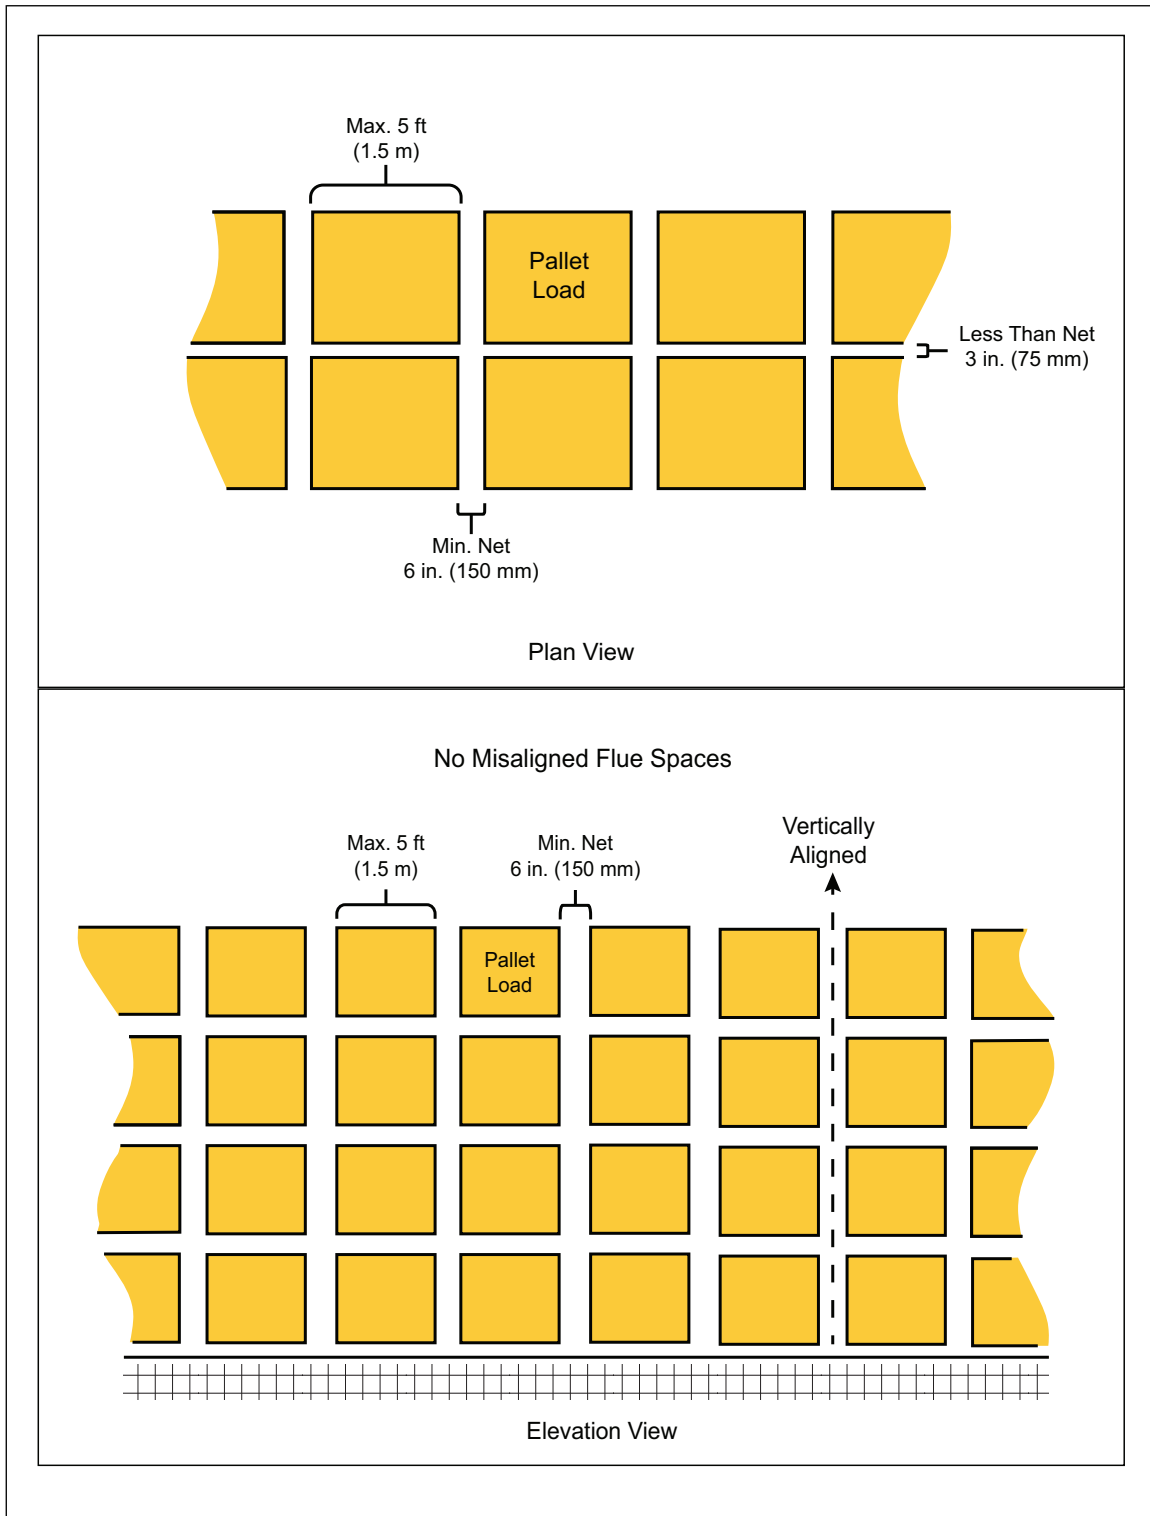 Max. 5 ft
(1.5 m)
Pallet
Load
Less Than Net
3 in. (75 mm)
Min. Net
6 in. (150 mm)
Plan View
No Misaligned Flue Spaces
Max. 5 ft
(1.5 m)
Min. Net
6 in. (150 mm)
Vertically
Aligned
Pallet
Load
Elevation View